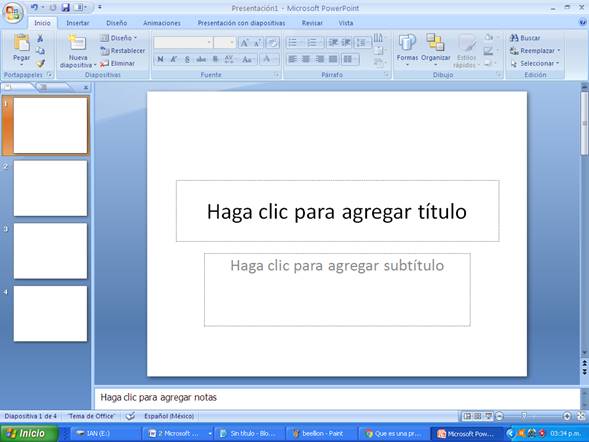 Presentación1 - Microsoft PowerPoint
Inicio Insertar Diseño Animaciones Presentación con diapositivas Revisar Vista
Pegar
Portapapeles
Nueva diapositiva
Diseño
Restablecer
Eliminar
Diapositivas
N K S abc S AV Aa A
Fuente
Párrafo
Formas Organizar Estilos rápidos
Dibujo
Buscar
Reemplazar
Seleccionar
Edición
1
2
3
4
Haga clic para agregar título
Haga clic para agregar subtítulo
Haga clic para agregar notas
Diapositiva 1 de 4 "Tema de Office" Español (México)
Inicio IAN (E:) 2 Microsoft ... Sin título - Blo... beellion - Paint Que es una pr... Microsoft Pow... 03:34 p.m.